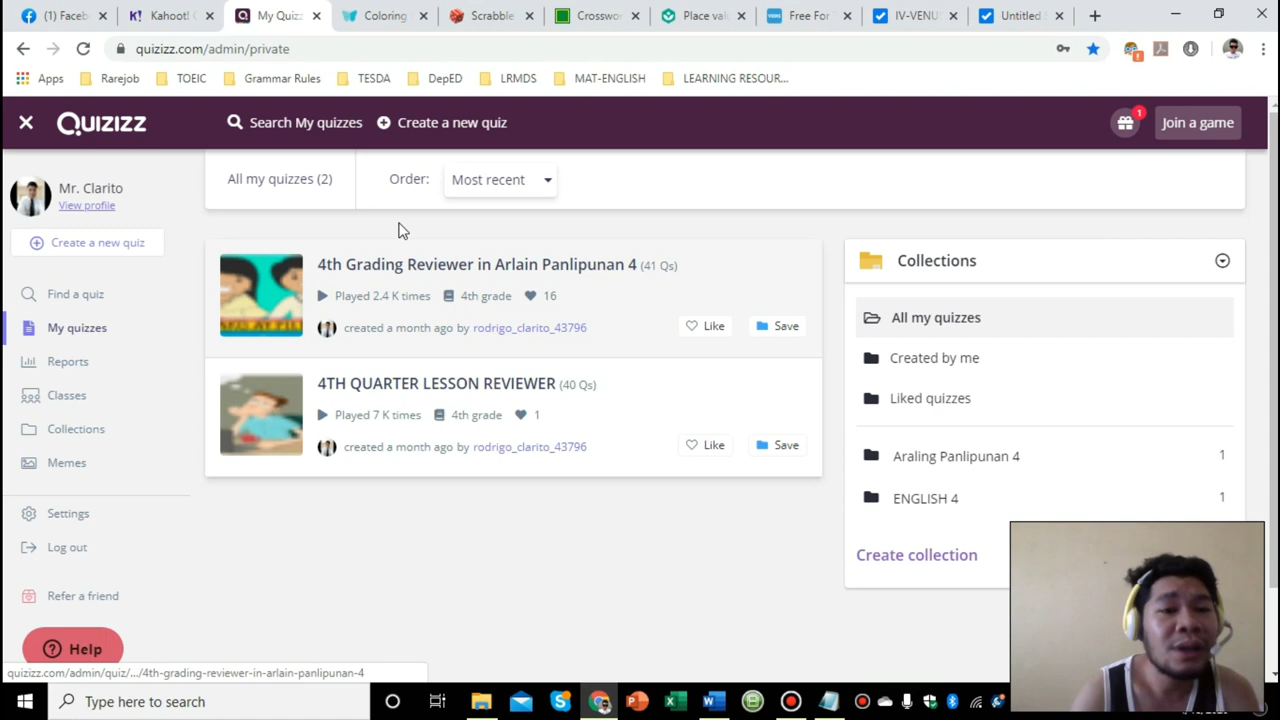 (1) Faceb
K! Kahoot!
My Quizz
Coloring
Scrabble
Crosswor
Place valu
Free For
IV-VENU
Untitled
quizizz.com/admin/private
Apps
Rarejob
TOEIC
Grammar Rules
TESDA
DepED
LRMDS
MAT-ENGLISH
LEARNING RESOUR...
Quizizz
Search My quizzes
Create a new quiz
1
Join a game
Mr. Clarito
View profile
Create a new quiz
Find a quiz
My quizzes
Reports
Classes
Collections
Memes
Settings
Log out
Refer a friend
Help
All my quizzes (2)
Order:
Most recent
4th Grading Reviewer in Arlain Panlipunan 4 (41 Qs)
Played 2.4 K times
4th grade
16
created a month ago by rodrigo_clarito_43796
Like
Save
4TH QUARTER LESSON REVIEWER (40 Qs)
Played 7 K times
4th grade
1
created a month ago by rodrigo_clarito_43796
Like
Save
Collections
All my quizzes
Created by me
Liked quizzes
Araling Panlipunan 4 1
ENGLISH 4 1
Create collection
quizizz.com/admin/quiz/.../4th-grading-reviewer-in-arlain-panlipunan-4
Type here to search